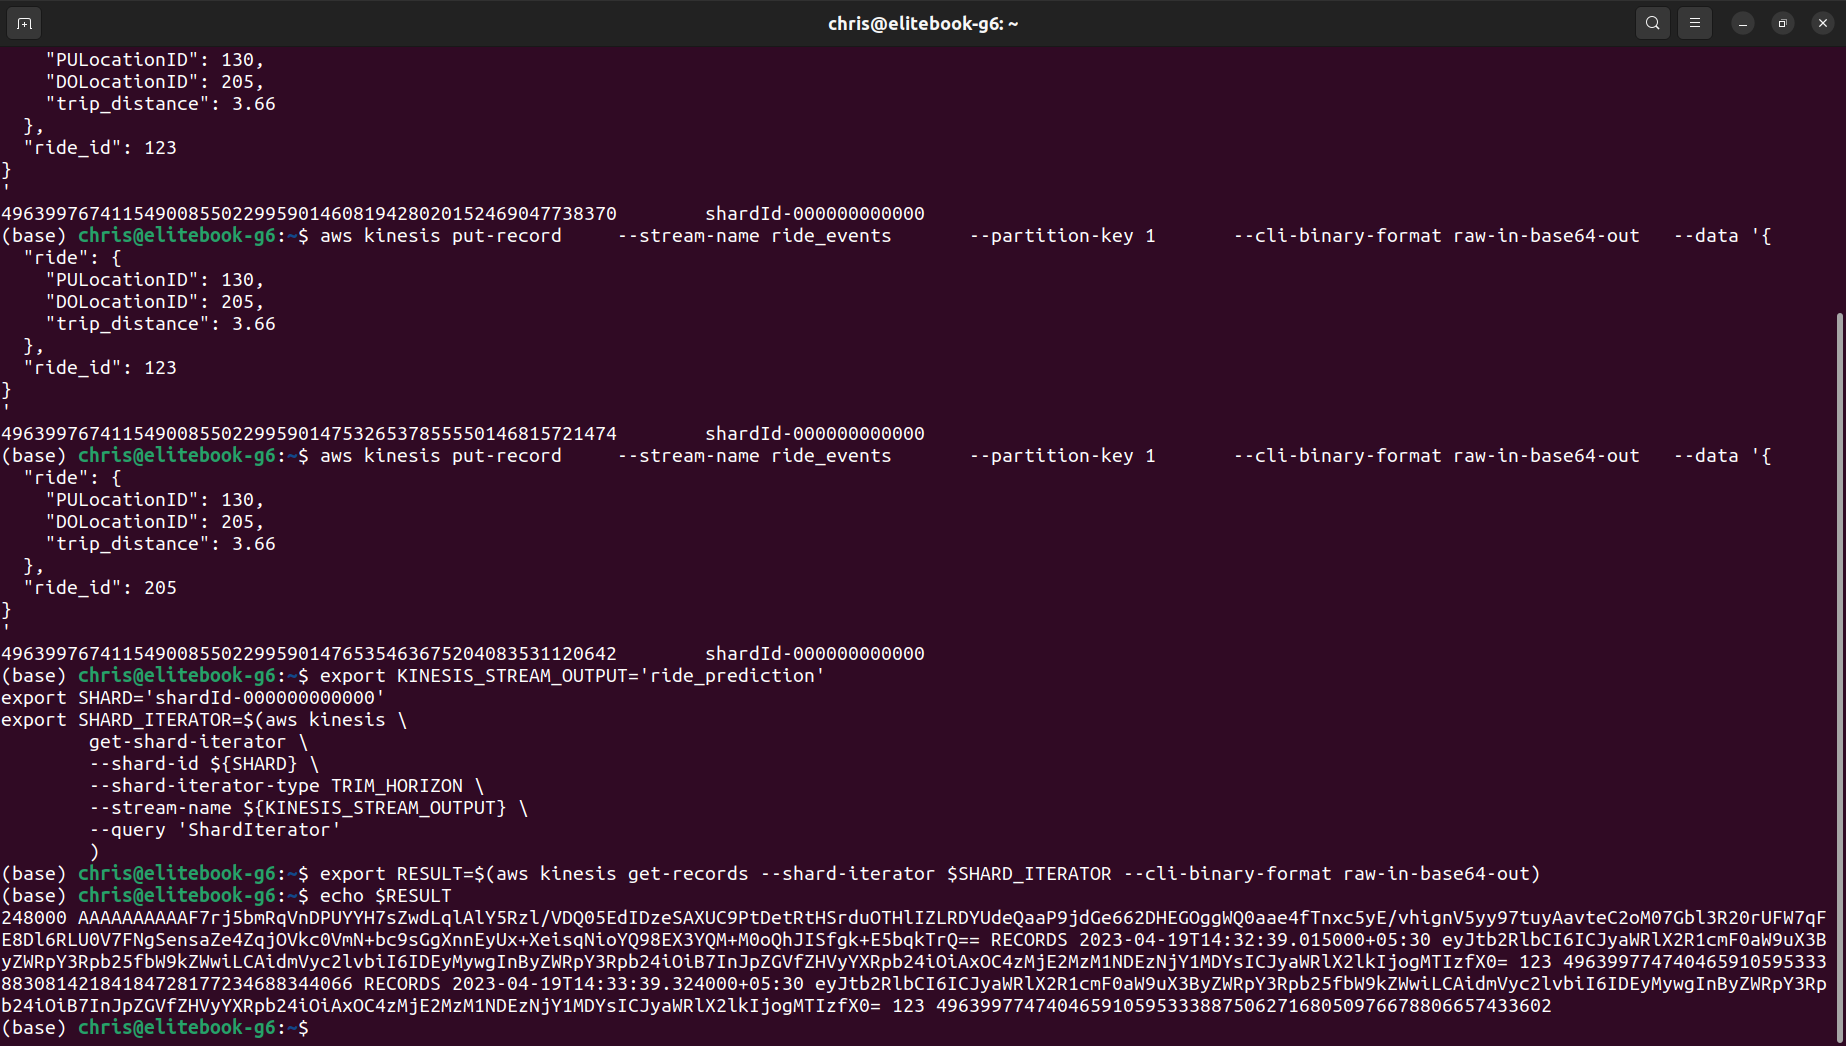 chris@elitebook-g6: ~
    "PULocationID": 130,
    "DOLocationID": 205,
    "trip_distance": 3.66
  },
  "ride_id": 123
}
'
49639976741154900855022995901460819428020152469047738370        shardId-000000000000
(base) chris@elitebook-g6:~$ aws kinesis put-record     --stream-name ride_events       --partition-key 1       --cli-binary-format raw-in-base64-out   --data '{
  "ride": {
    "PULocationID": 130,
    "DOLocationID": 205,
    "trip_distance": 3.66
  },
  "ride_id": 123
}
'
49639976741154900855022995901475326537855550146815721474        shardId-000000000000
(base) chris@elitebook-g6:~$ aws kinesis put-record     --stream-name ride_events       --partition-key 1       --cli-binary-format raw-in-base64-out   --data '{
  "ride": {
    "PULocationID": 130,
    "DOLocationID": 205,
    "trip_distance": 3.66
  },
  "ride_id": 205
}
'
49639976741154900855022995901476535463675204083531120642        shardId-000000000000
(base) chris@elitebook-g6:~$ export KINESIS_STREAM_OUTPUT='ride_prediction'
export SHARD='shardId-000000000000'
export SHARD_ITERATOR=$(aws kinesis \
        get-shard-iterator \
        --shard-id ${SHARD} \
        --shard-iterator-type TRIM_HORIZON \
        --stream-name ${KINESIS_STREAM_OUTPUT} \
        --query 'ShardIterator'
        )
(base) chris@elitebook-g6:~$ export RESULT=$(aws kinesis get-records --shard-iterator $SHARD_ITERATOR --cli-binary-format raw-in-base64-out)
(base) chris@elitebook-g6:~$ echo $RESULT
248000 AAAAAAAAAAF7rj5bmRqVnDPUYYH7sZwdLqlAlY5Rzl/VDQ05EdIDzeSAXUC9PtDetRtHSrduOTHlIZLRDYUdeQaaP9jdGe662DHEGOggWQ0aae4fTnxc5yE/vhignV5yy97tuyAavteC2oM07Gbl3R20rUFW7qF
E8Dl6RLU0V7FNgSensaZe4ZqjOVkc0VmN+bc9sGgXnnEyUx+XeisqNioYQ98EX3YQM+M0oQhJISfgk+E5bqkTrQ== RECORDS 2023-04-19T14:32:39.015000+05:30 eyJtb2RlbCI6ICJyaWRlX2R1cmF0aW9uX3B
yZWRpY3Rpb25fbW9kZWwiLCAidmVyc2lvbiI6IDEyMywgInByZWRpY3Rpb24iOiB7InJpZGVfZHVyYXRpb24iOiAxOC4zMjE2MzM1NDEzNjY1MDYsICJyaWRlX2lkIjogMTIzfX0= 123 496399774740465910595333
88308142184184728177234688344066 RECORDS 2023-04-19T14:33:39.324000+05:30 eyJtb2RlbCI6ICJyaWRlX2R1cmF0aW9uX3ByZWRpY3Rpb25fbW9kZWwiLCAidmVyc2lvbiI6IDEyMywgInByZWRpY3Rp
b24iOiB7InJpZGVfZHVyYXRpb24iOiAxOC4zMjE2MzM1NDEzNjY1MDYsICJyaWRlX2lkIjogMTIzfX0= 123 49639977474046591059533388750627168050976678806657433602
(base) chris@elitebook-g6:~$